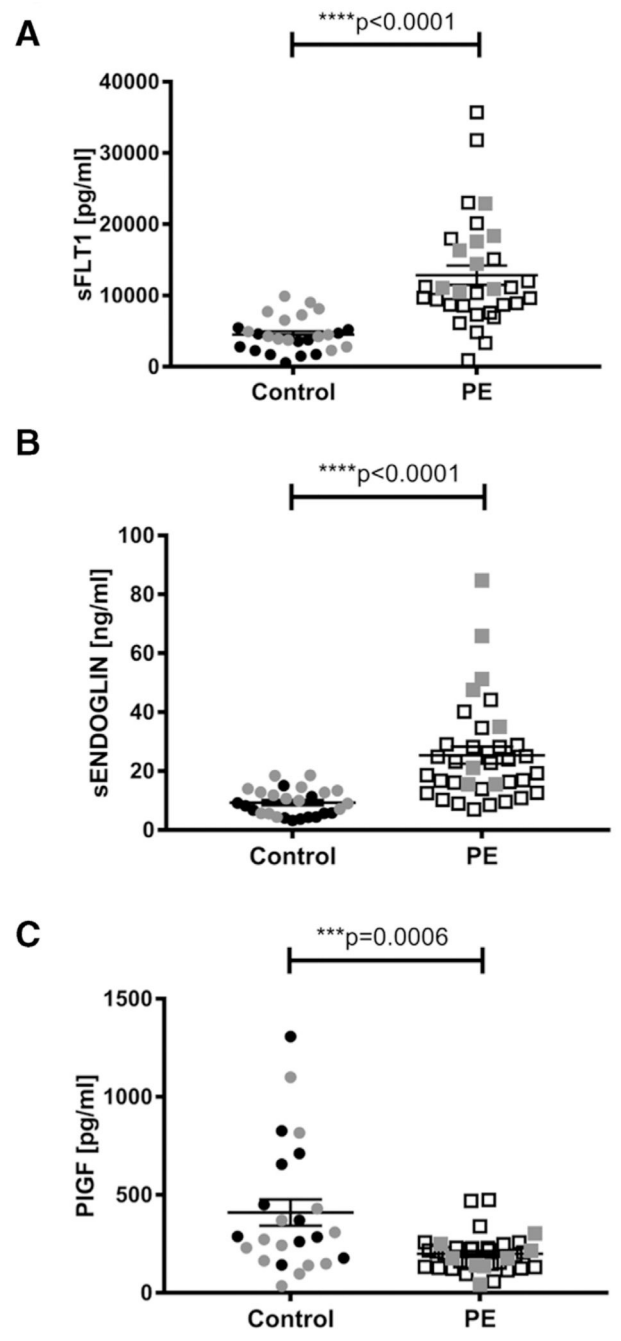 A
****p<0.0001
40000
30000
20000
10000
0
sFLT1 [pg/ml]
Control PE
B
****p<0.0001
100
80
60
40
20
0
sENDOGLIN [ng/ml]
Control PE
C
***p=0.0006
1500
1000
500
0
PIGF [pg/ml]
Control PE